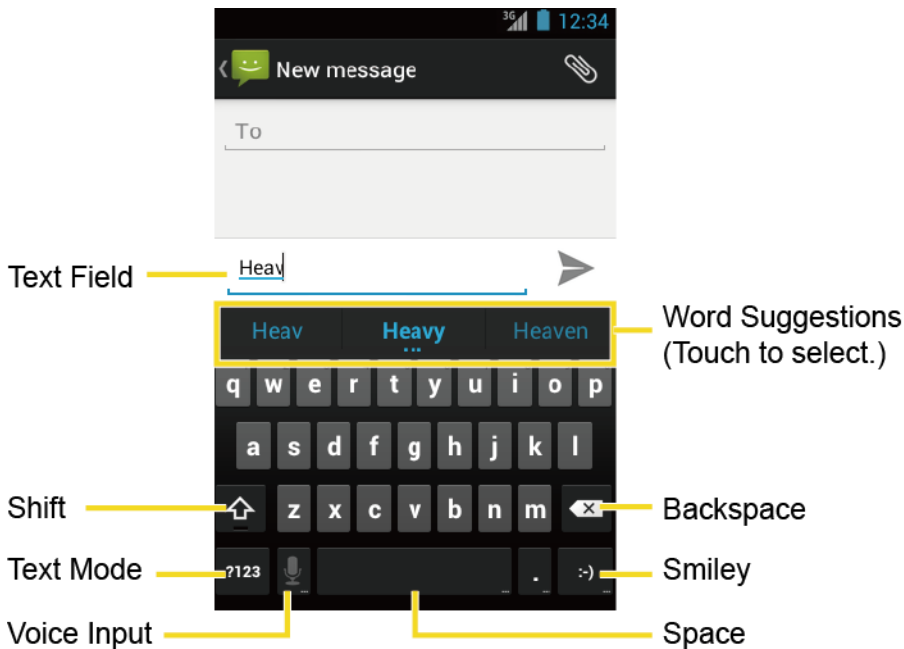 3G 12:34
New message
To
Text Field
Heav
Heav Heavy Heaven
Word Suggestions
(Touch to select.)
q w e r t y u i o p
a s d f g h j k l
Shift
z x c v b n m
Backspace
Text Mode
?123 . :-)
Smiley
Voice Input
Space